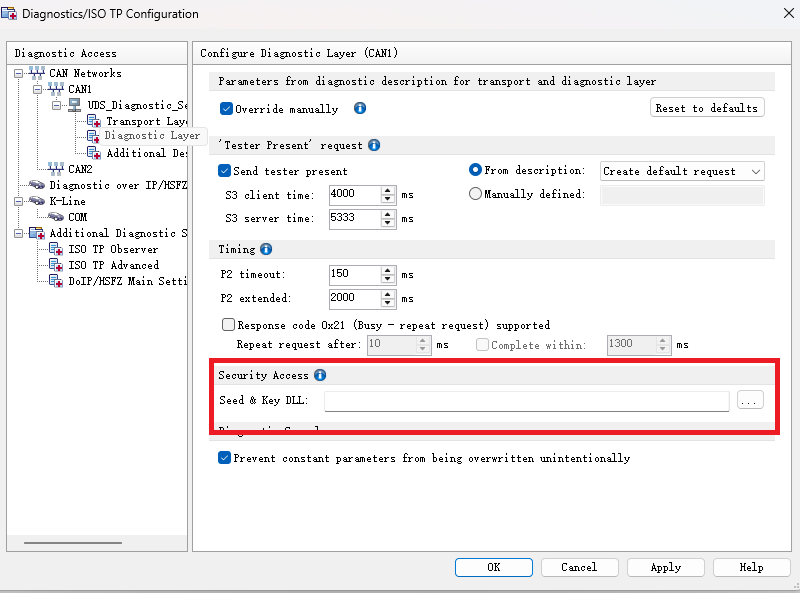 Diagnostics/ISO TP Configuration
Diagnostic Access
CAN Networks
CAN1
UDS_Diagnostic_Se
Transport Laye
Diagnostic Layer
Additional Des
CAN2
Diagnostic over IP/HSFZ
K-Line
COM
Additional Diagnostic S
ISO TP Observer
ISO TP Advanced
DoIP/HSFZ Main Setti
Configure Diagnostic Layer (CAN1)
Parameters from diagnostic description for transport and diagnostic layer
Override manually
Reset to defaults
'Tester Present' request
Send tester present
From description: Create default request
S3 client time: 4000 ms
Manually defined:
S3 server time: 5333 ms
Timing
P2 timeout: 150 ms
P2 extended: 2000 ms
Response code 0x21 (Busy - repeat request) supported
Repeat request after: 10 ms Complete within: 1300 ms
Security Access
Seed & Key DLL: ...
Prevent constant parameters from being overwritten unintentionally
OK Cancel Apply Help